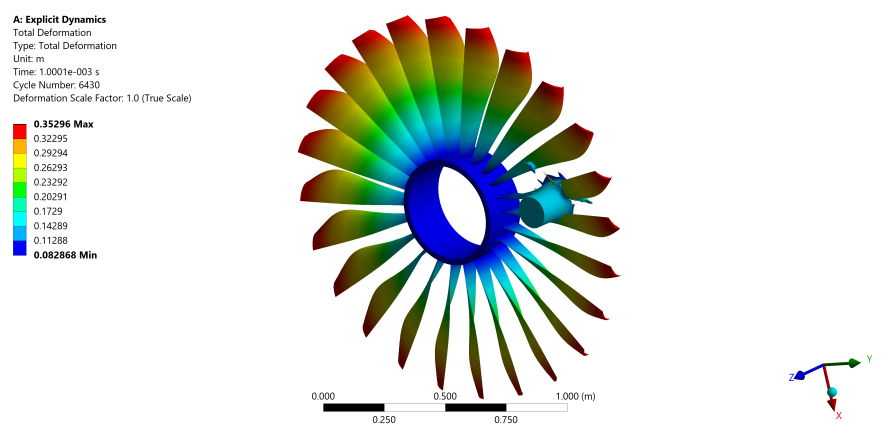 A: Explicit Dynamics
Total Deformation
Type: Total Deformation
Unit: m
Time: 1.0001e-003 s
Cycle Number: 6430
Deformation Scale Factor: 1.0 (True Scale)
0.35296 Max
0.32295
0.29294
0.26293
0.23292
0.20291
0.1729
0.14289
0.11288
0.082868 Min
0.000 0.500 1.000 (m)
0.250 0.750
Y
Z
X